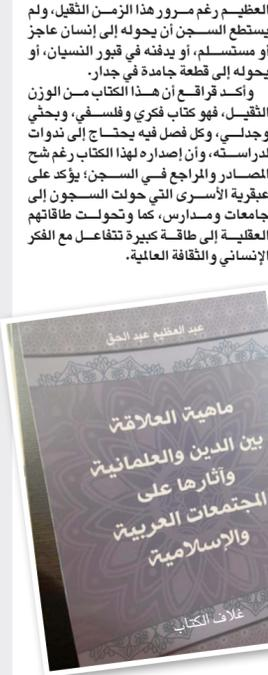 العظيم رغم مرور هذا الزمن الثقيل، ولم
يستطع السجن أن يحوله إلى إنسان عاجز
أو مستسلم، أو يدفنه في قبور النسيان، أو
يحوله إلى قطعة جامدة في جدار.
وأكد قراقع أن هذا الكتاب من الوزن
الثقيل، فهو كتاب فكري وفلسفي، وبحثي
وجدلي، وكل فصل فيه يحتاج إلى ندوات
لدراسته، وأن إصداره لهذا الكتاب رغم شح
المصادر والمراجع في السجن؛ يؤكد على
عبقرية الأسرى التي حولت السجون إلى
جامعات ومدارس، كما وتحولت طاقاتهم
العقلية إلى طاقة كبيرة تتفاعل مع الفكر
الإنساني والثقافة العالمية.
عبد العظيم عبد الحق
ماهية العلاقة
بين الدين والعلمانية
وآثارها على
المجتمعات العربية
والإسلامية
غلاف الكتاب